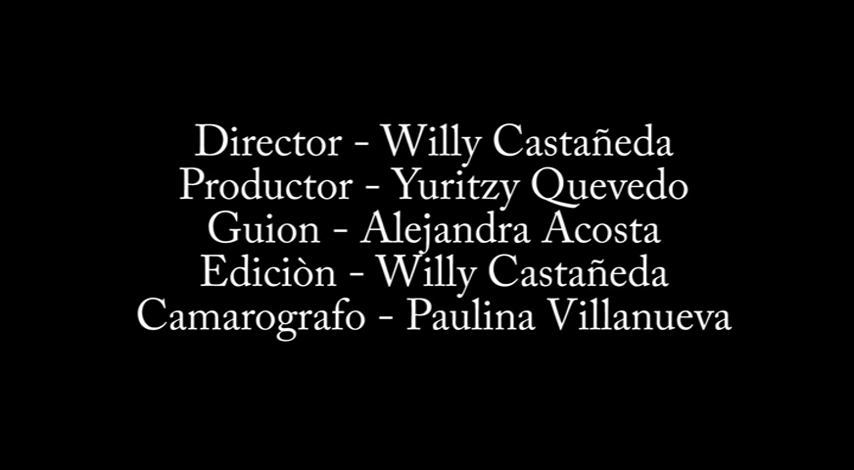 Director - Willy Castañeda
Productor - Yuritzy Quevedo
Guion - Alejandra Acosta
Ediciòn - Willy Castañeda
Camarografo - Paulina Villanueva